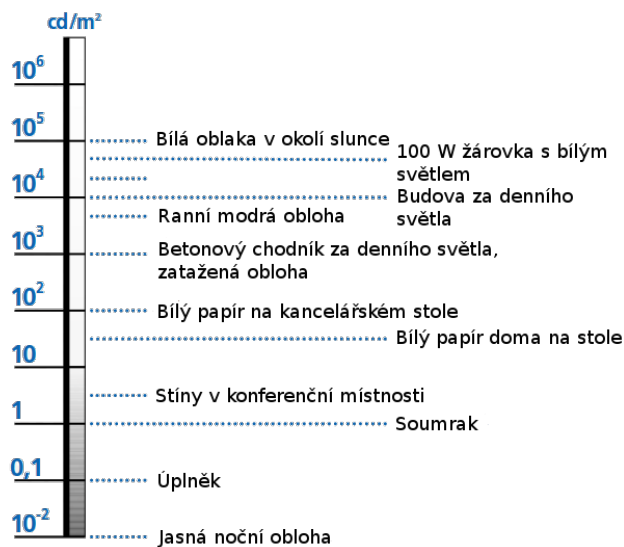 cd/m²
10⁶
10⁵
Bílá oblaka v okolí slunce
100 W žárovka s bílým
světlem
10⁴
Budova za denního
světla
Ranní modrá obloha
10³
Betonový chodník za denního světla,
zatažená obloha
10²
Bílý papír na kancelářském stole
Bílý papír doma na stole
10
Stíny v konferenční místnosti
1
Soumrak
0,1
Úplněk
10⁻²
Jasná noční obloha